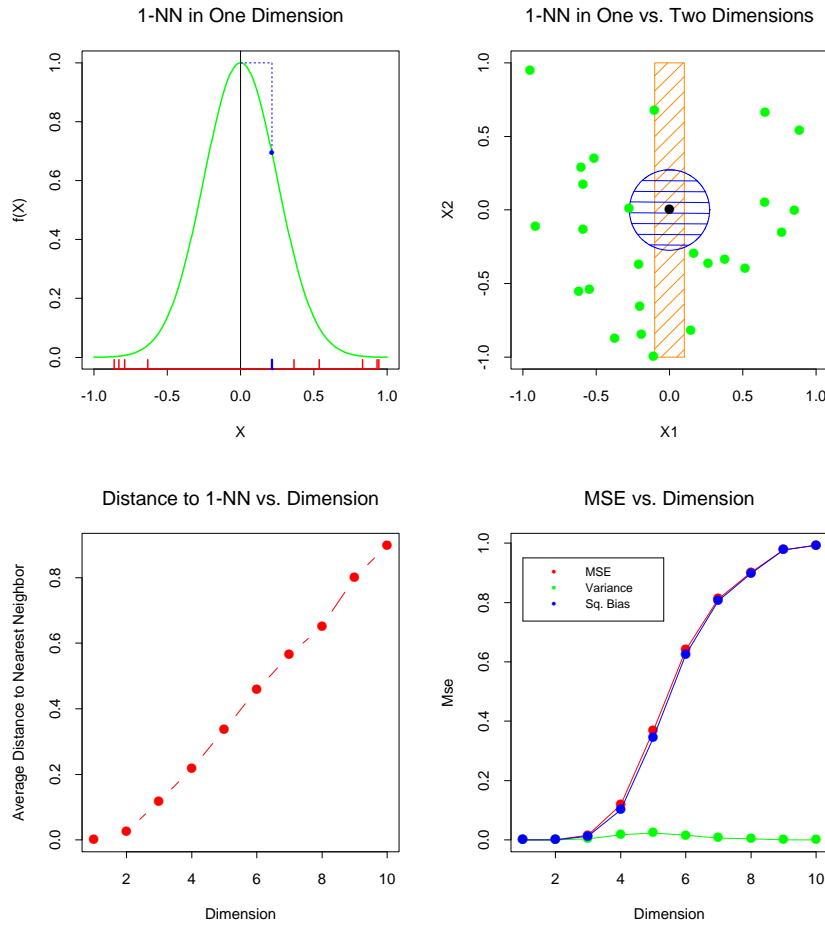 1-NN in One Dimension
f(X)
1.0
0.8
0.6
0.4
0.2
0.0
-1.0 -0.5 0.0 0.5 1.0
X
1-NN in One vs. Two Dimensions
X2
1.0
0.5
0.0
-0.5
-1.0
-1.0 -0.5 0.0 0.5 1.0
X1
Distance to 1-NN vs. Dimension
Average Distance to Nearest Neighbor
0.8
0.6
0.4
0.2
0.0
2 4 6 8 10
Dimension
MSE vs. Dimension
Mse
1.0
0.8
0.6
0.4
0.2
0.0
MSE
Variance
Sq. Bias
2 4 6 8 10
Dimension